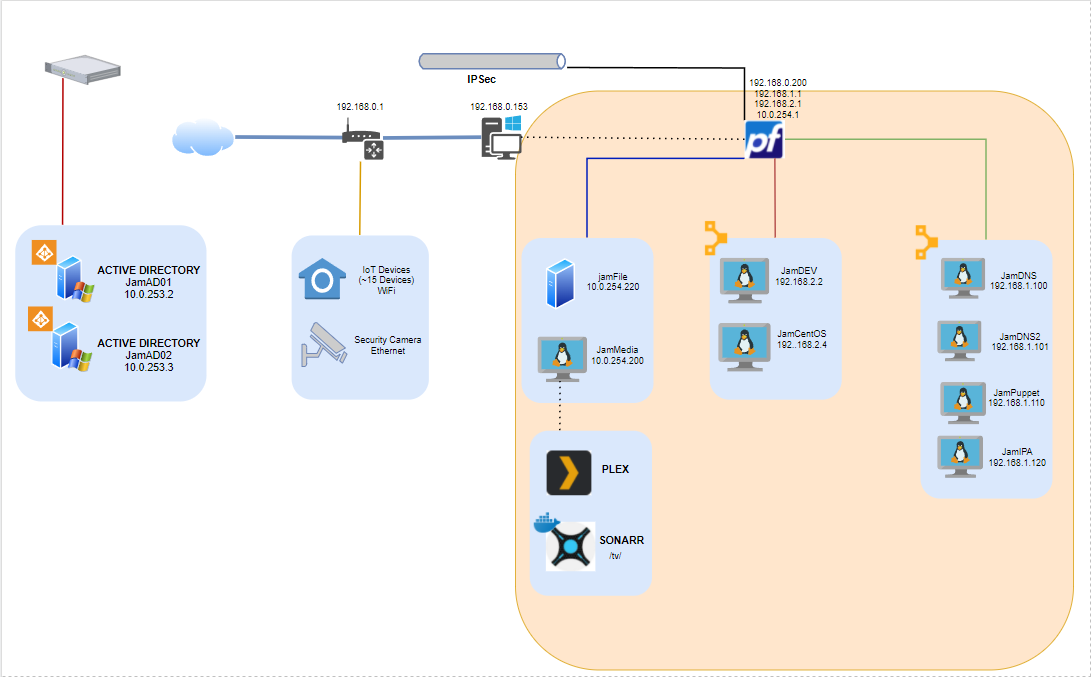 IPSec
192.168.0.1
192.168.0.153
192.168.0.200
192.168.1.1
192.168.2.1
10.0.254.1
pf
ACTIVE DIRECTORY
JamAD01
10.0.253.2
ACTIVE DIRECTORY
JamAD02
10.0.253.3
IoT Devices
(~15 Devices)
WiFi
Security Camera
Ethernet
jamFile
10.0.254.220
JamMedia
10.0.254.200
PLEX
SONARR
/tv/
JamDEV
192.168.2.2
JamCentOS
192..168.2.4
JamDNS
192.168.1.100
JamDNS2
192.168.1.101
JamPuppet
192.168.1.110
JamIPA
192.168.1.120